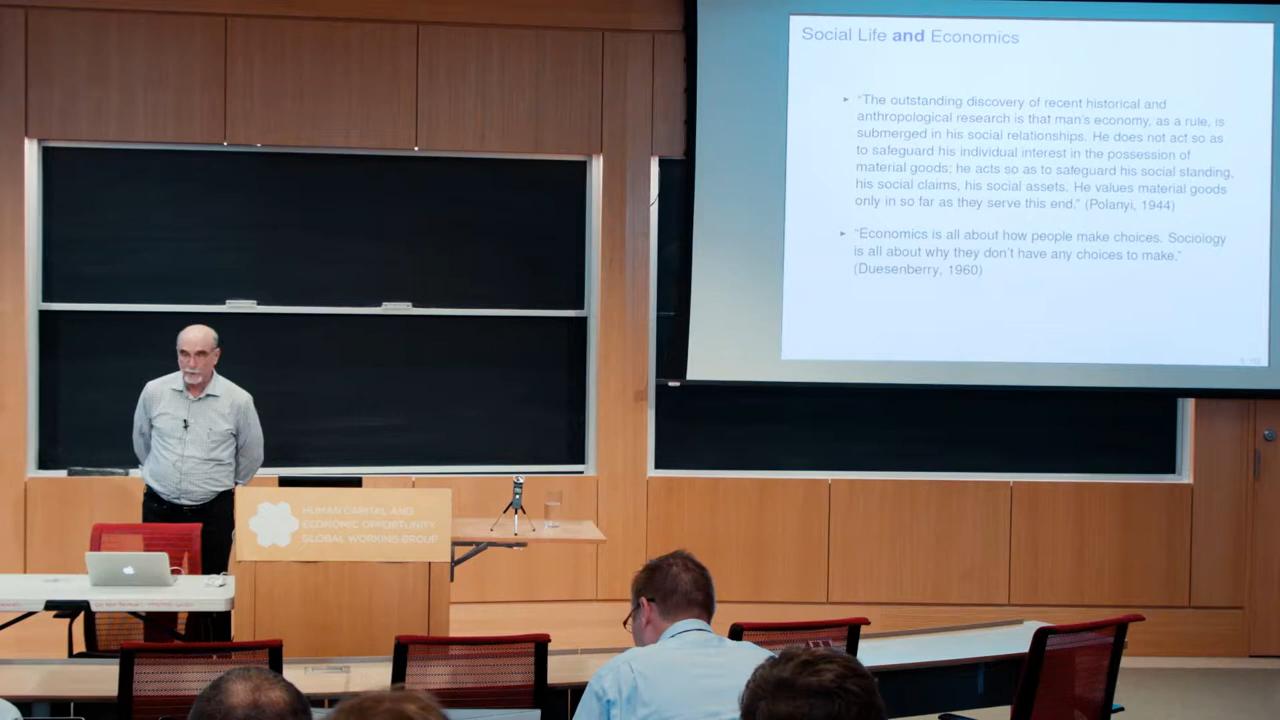 Social Life and Economics
▸ "The outstanding discovery of recent historical and
anthropological research is that man's economy, as a rule, is
submerged in his social relationships. He does not act so as
to safeguard his individual interest in the possession of
material goods; he acts so as to safeguard his social standing,
his social claims, his social assets. He values material goods
only in so far as they serve this end." (Polanyi, 1944)
▸ "Economics is all about how people make choices. Sociology
is all about why they don't have any choices to make."
(Duesenberry, 1960)
HUMAN CAPITAL AND
ECONOMIC OPPORTUNITY
GLOBAL WORKING GROUP